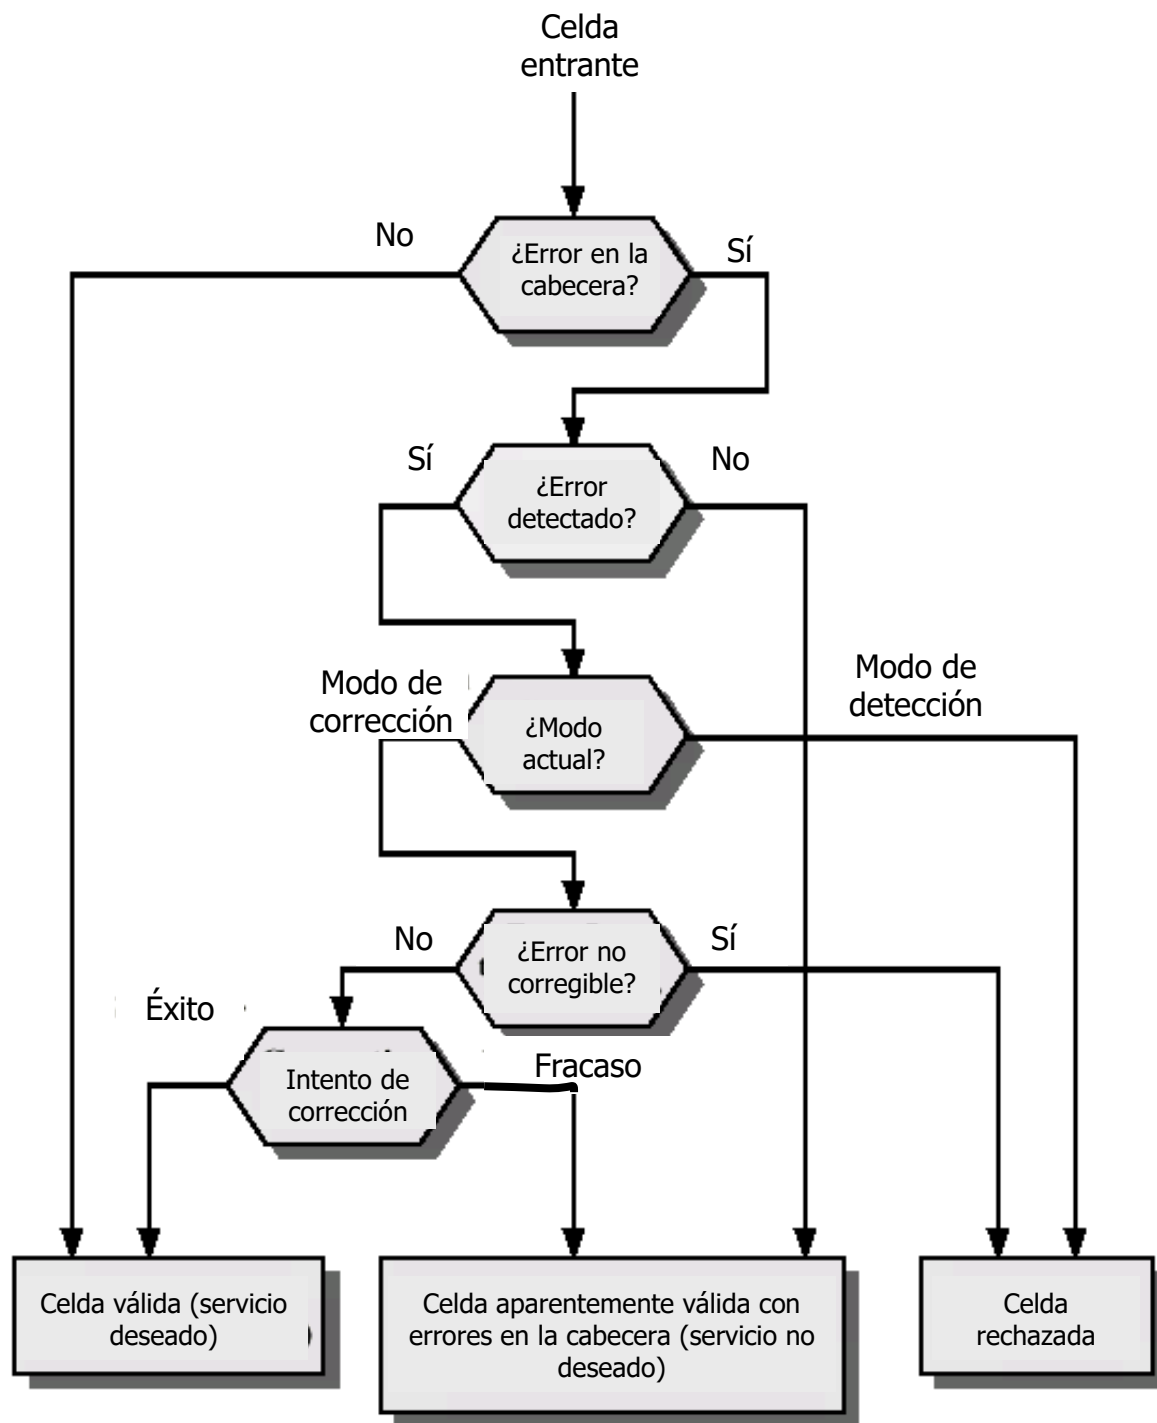 Celda
entrante
No
¿Error en la
cabecera?
Sí
Sí
¿Error
detectado?
No
Modo de
corrección
¿Modo
actual?
Modo de
detección
No
¿Error no
corregible?
Sí
Éxito
Intento de
corrección
Fracaso
Celda válida (servicio
deseado)
Celda aparentemente válida con
errores en la cabecera (servicio no
deseado)
Celda
rechazada